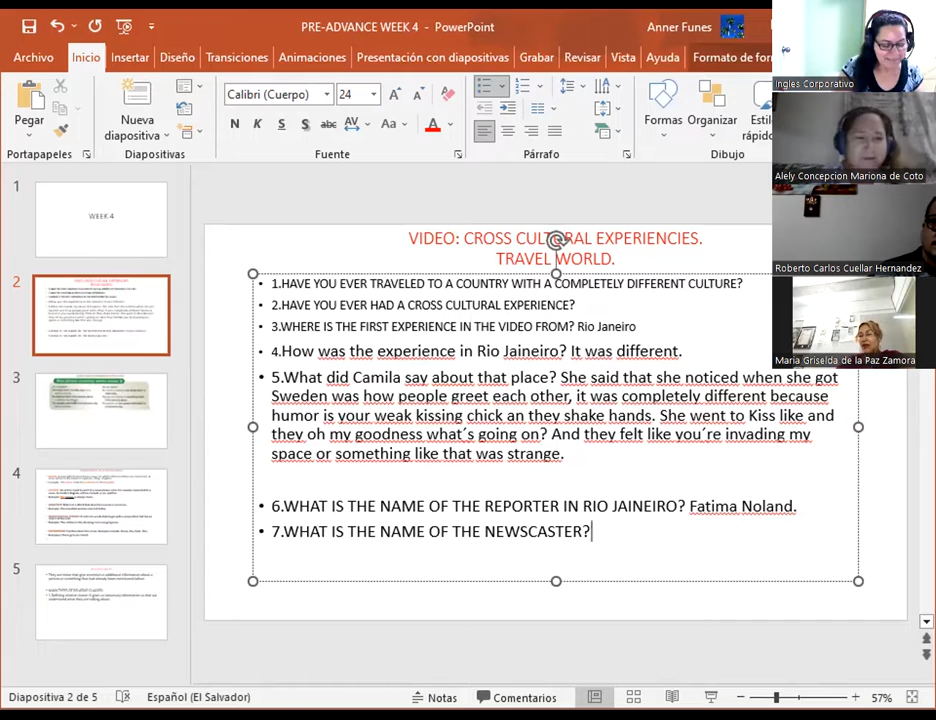 PRE-ADVANCE WEEK 4 - PowerPoint
Anner Funes
Archivo Inicio Insertar Diseño Transiciones Animaciones Presentación con diapositivas Grabar Revisar Vista Ayuda Formato de
Calibri (Cuerpo) 24
Pegar
Nueva
diapositiva
N K S S abc AV Aa A
Formas Organizar
Portapapeles Diapositivas Fuente Párrafo Dibujo
Ingles Corporativo
Alely Concepcion Mariona de Coto
Roberto Carlos Cuellar Hernandez
Maria Griselda de la Paz Zamora
1
WEEK 4
2
3
4
5
VIDEO: CROSS CULTURAL EXPERIENCES.
TRAVEL WORLD.
• 1.HAVE YOU EVER TRAVELED TO A COUNTRY WITH A COMPLETELY DIFFERENT CULTURE?
• 2.HAVE YOU EVER HAD A CROSS CULTURAL EXPERIENCE?
• 3.WHERE IS THE FIRST EXPERIENCE IN THE VIDEO FROM? Rio Janeiro
• 4.How was the experience in Rio Jaineiro? It was different.
• 5.What did Camila say about that place? She said that she noticed when she got
Sweden was how people greet each other, it was completely different because
humor is your weak kissing chick an they shake hands. She went to Kiss like and
they oh my goodness what´s going on? And they felt like you´re invading my
space or something like that was strange.
• 6.WHAT IS THE NAME OF THE REPORTER IN RIO JAINEIRO? Fatima Noland.
• 7.WHAT IS THE NAME OF THE NEWSCASTER?
Diapositiva 2 de 5 Español (El Salvador) Notas Comentarios 57%